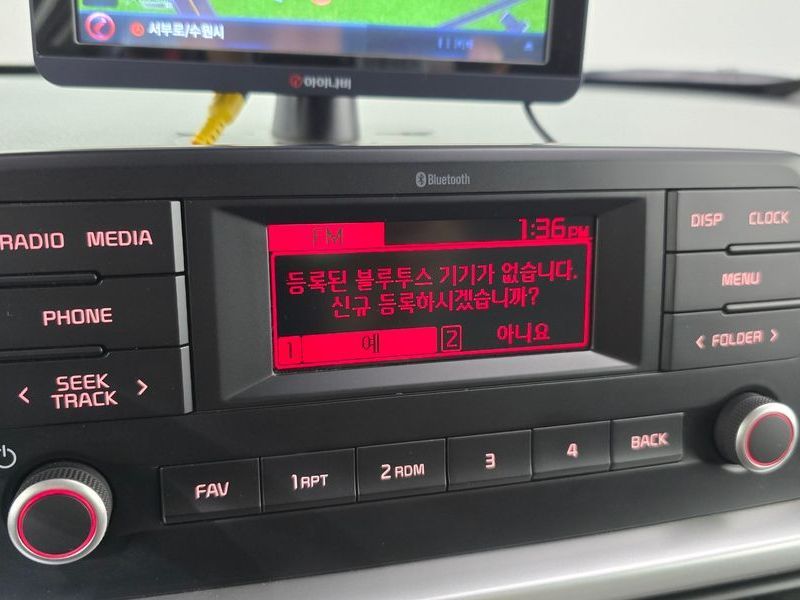 서부로/수원시
아이나비
Bluetooth
RADIO MEDIA
FM 1:36 PM
DISP CLOCK
등록된 블루투스 기기가 없습니다.
신규 등록하시겠습니까?
1 예 2 아니요
MENU
PHONE
< FOLDER >
< SEEK TRACK >
FAV 1 RPT 2 RDM 3 4 BACK